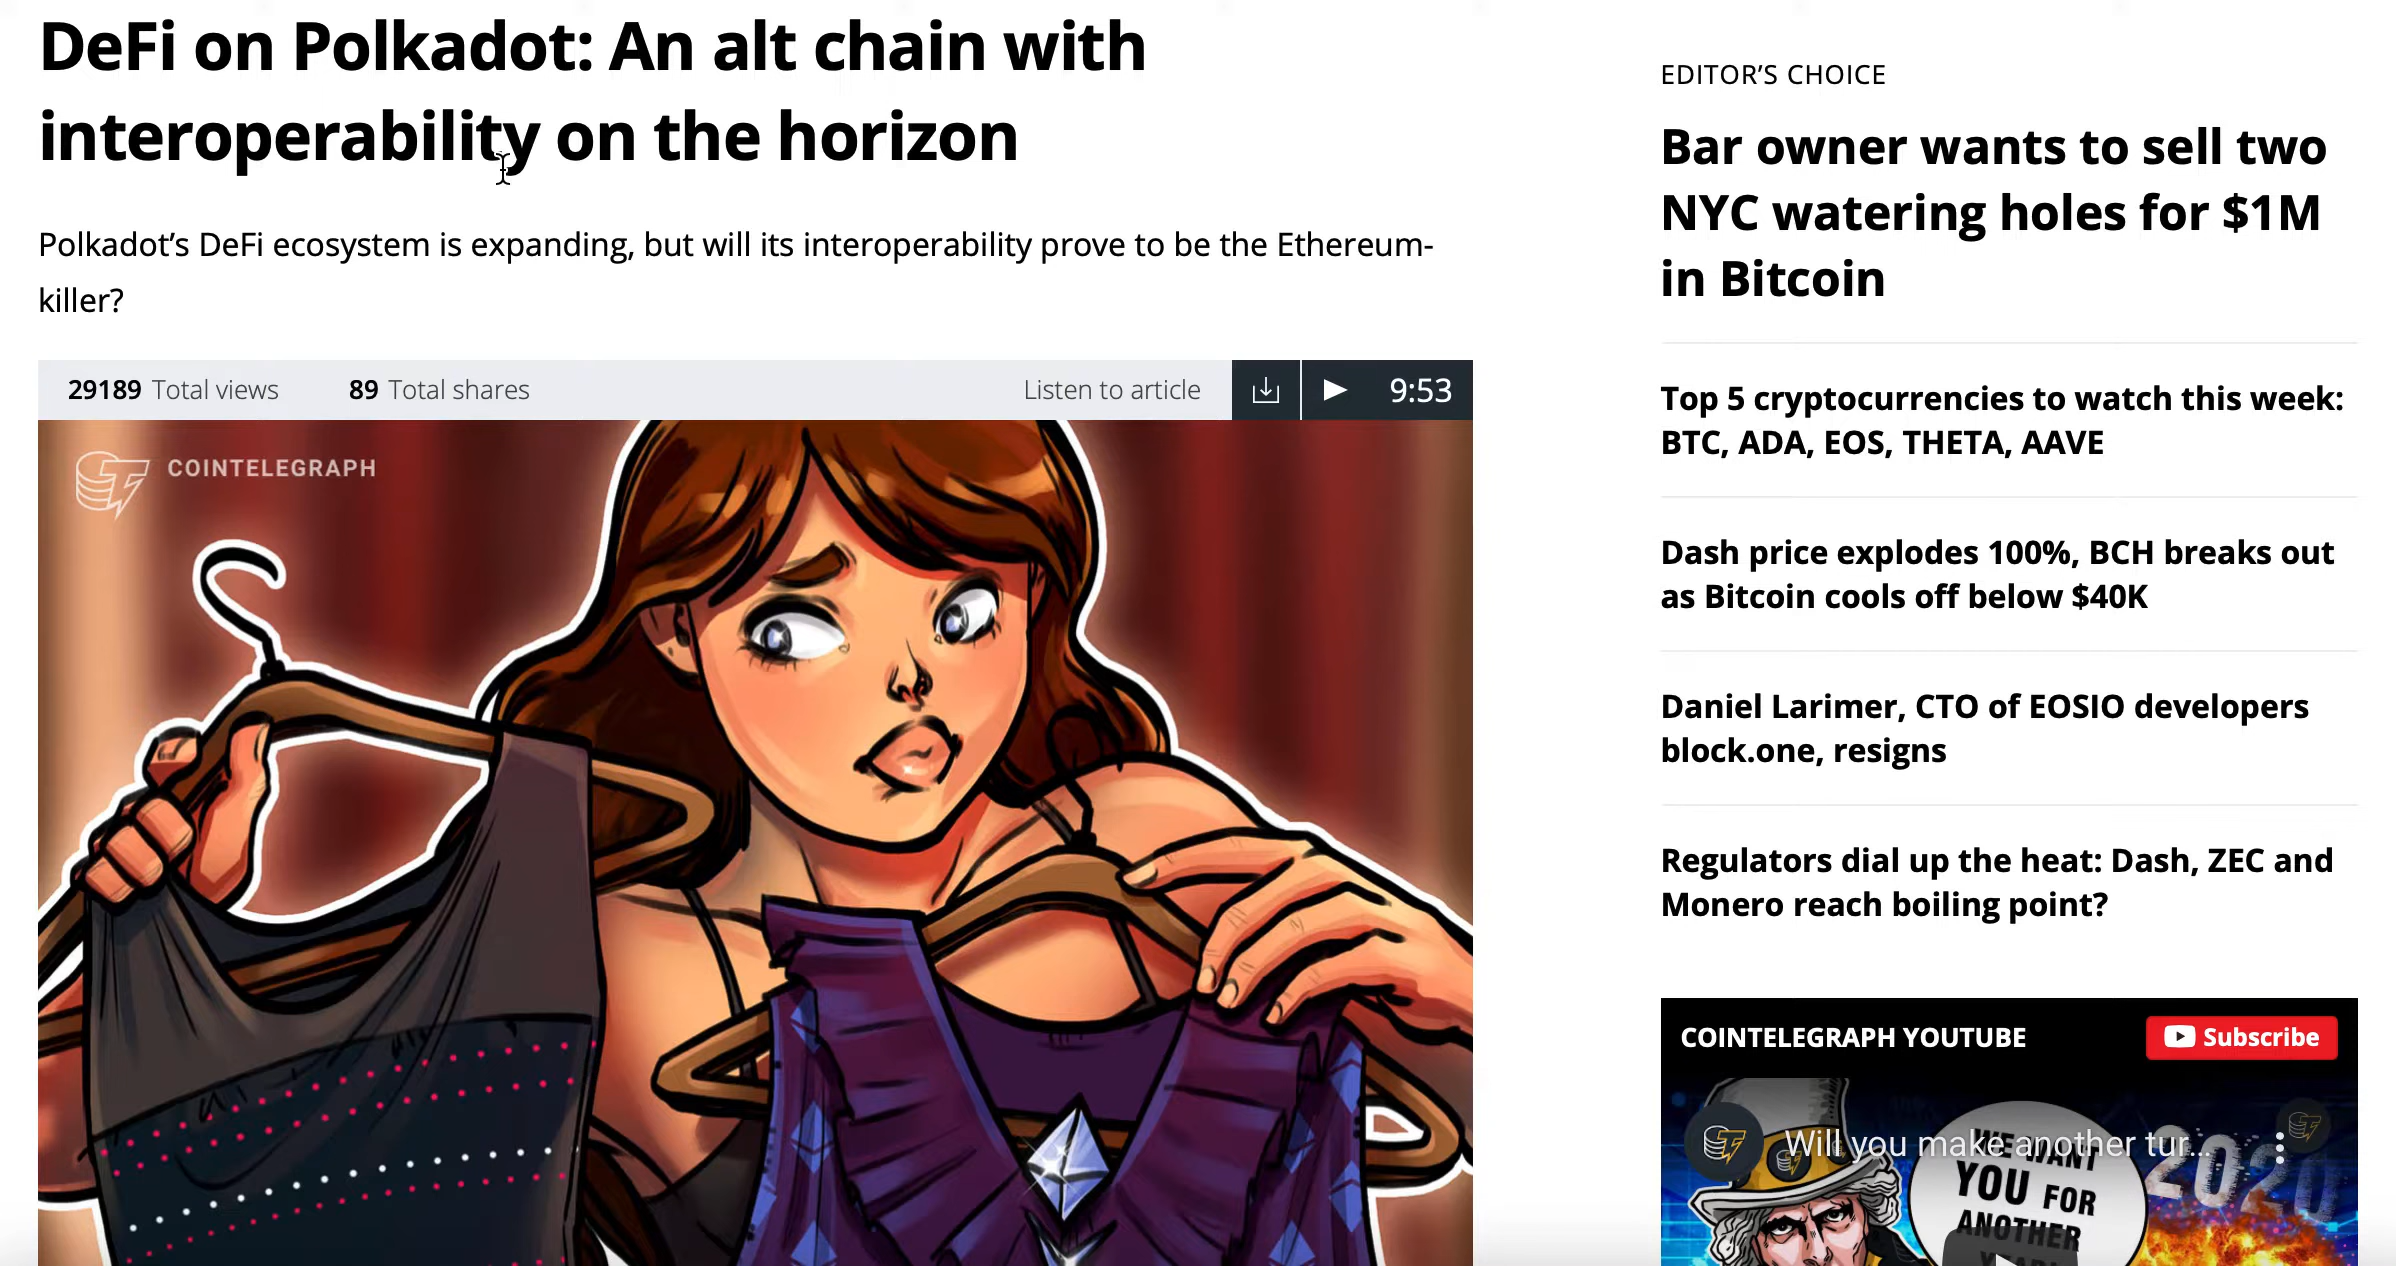 DeFi on Polkadot: An alt chain with
interoperability on the horizon
Polkadot’s DeFi ecosystem is expanding, but will its interoperability prove to be the Ethereum-
killer?
29189 Total views 89 Total shares Listen to article 9:53
COINTELEGRAPH
EDITOR’S CHOICE
Bar owner wants to sell two
NYC watering holes for $1M
in Bitcoin
Top 5 cryptocurrencies to watch this week:
BTC, ADA, EOS, THETA, AAVE
Dash price explodes 100%, BCH breaks out
as Bitcoin cools off below $40K
Daniel Larimer, CTO of EOSIO developers
block.one, resigns
Regulators dial up the heat: Dash, ZEC and
Monero reach boiling point?
COINTELEGRAPH YOUTUBE Subscribe
Will you make another tur...
WE WANT
YOU FOR
ANOTHER
2020